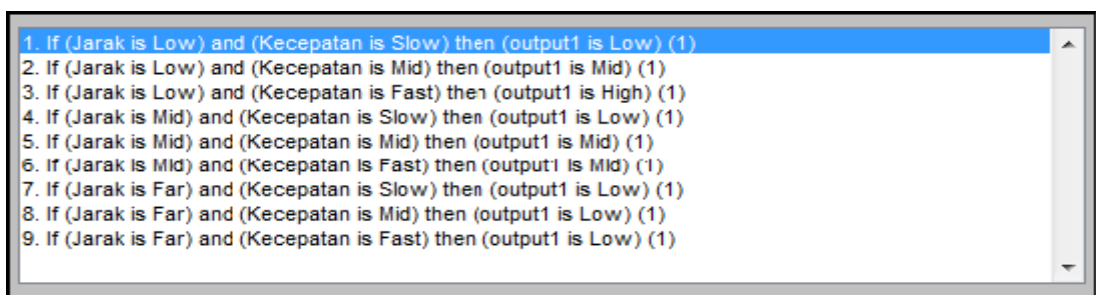 1. If (Jarak is Low) and (Kecepatan is Slow) then (output1 is Low) (1)
2. If (Jarak is Low) and (Kecepatan is Mid) then (output1 is Mid) (1)
3. If (Jarak is Low) and (Kecepatan is Fast) then (output1 is High) (1)
4. If (Jarak is Mid) and (Kecepatan is Slow) then (output1 is Low) (1)
5. If (Jarak is Mid) and (Kecepatan is Mid) then (output1 is Mid) (1)
6. If (Jarak is Mid) and (Kecepatan is Fast) then (output1 is Mid) (1)
7. If (Jarak is Far) and (Kecepatan is Slow) then (output1 is Low) (1)
8. If (Jarak is Far) and (Kecepatan is Mid) then (output1 is Low) (1)
9. If (Jarak is Far) and (Kecepatan is Fast) then (output1 is Low) (1)